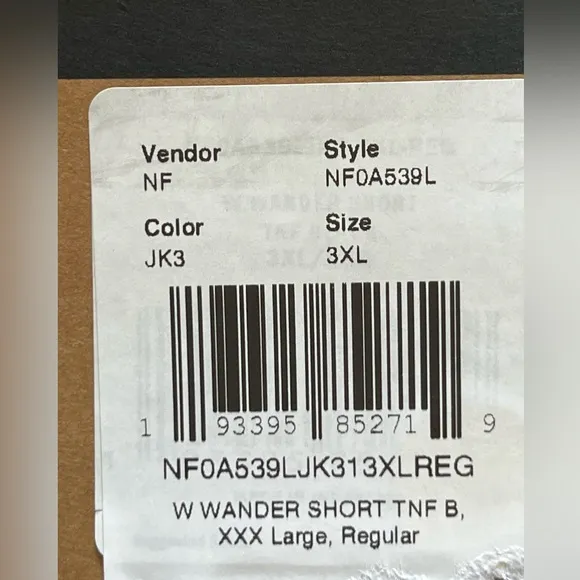 Vendor Style
NF NF0A539L
Color Size
JK3 3XL
1 93395 85271 9
NF0A539LJK313XLREG
W WANDER SHORT TNF B,
XXX Large, Regular